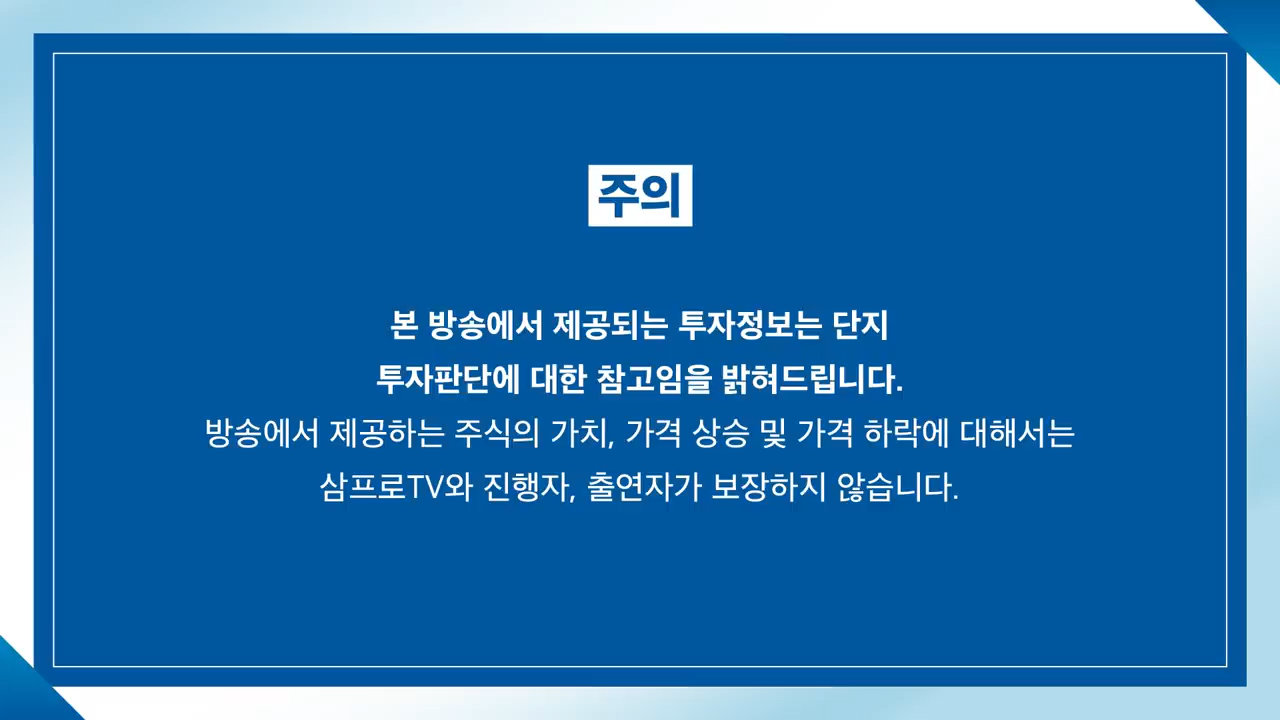 주의
본 방송에서 제공되는 투자정보는 단지
투자판단에 대한 참고임을 밝혀드립니다.
방송에서 제공하는 주식의 가치, 가격 상승 및 가격 하락에 대해서는
삼프로TV와 진행자, 출연자가 보장하지 않습니다.